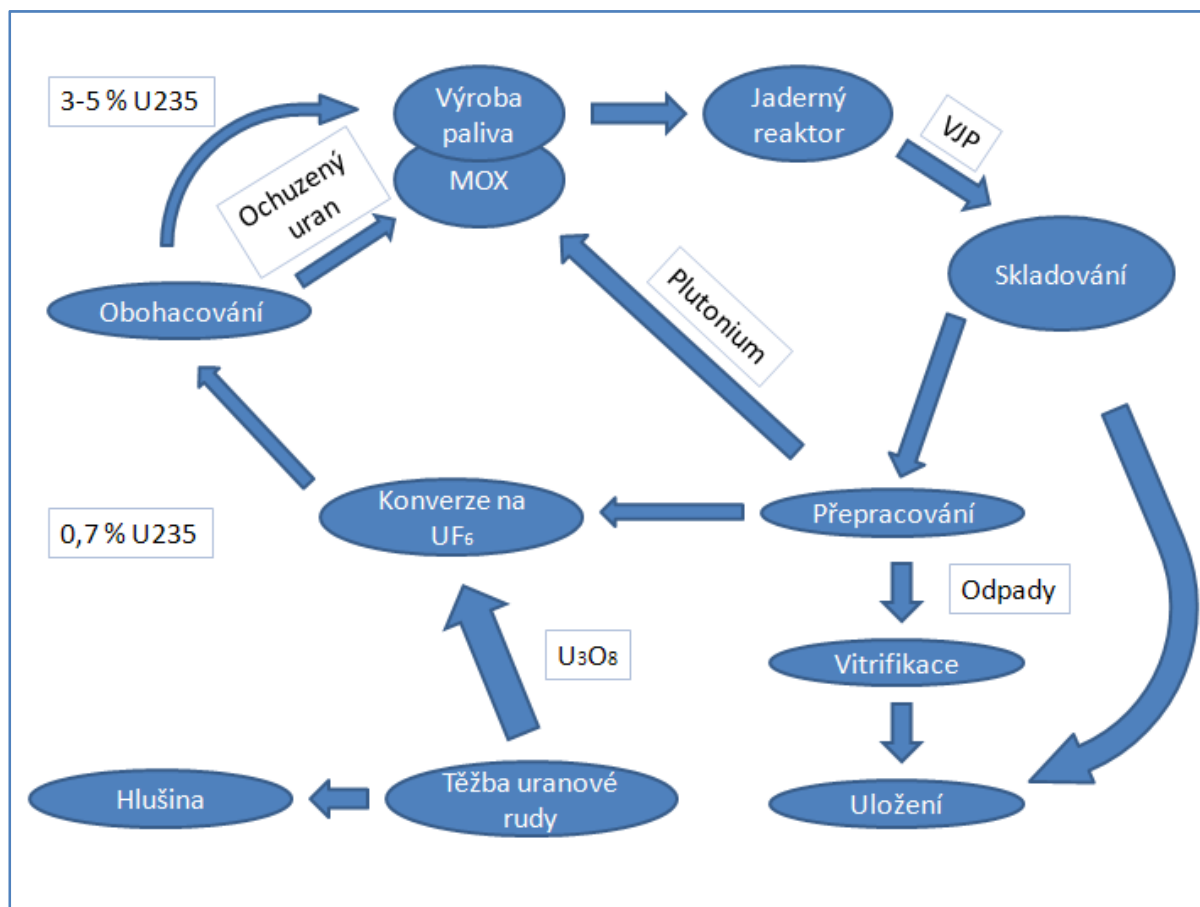 3-5 % U235
Výroba
paliva
MOX
Jaderný
reaktor
VJP
Ochuzený
uran
Skladování
Obohacování
Plutonium
Konverze na
UF₆
Přepracování
0,7 % U235
Odpady
U₃O₈
Vitrifikace
Hlušina
Těžba uranové
rudy
Uložení